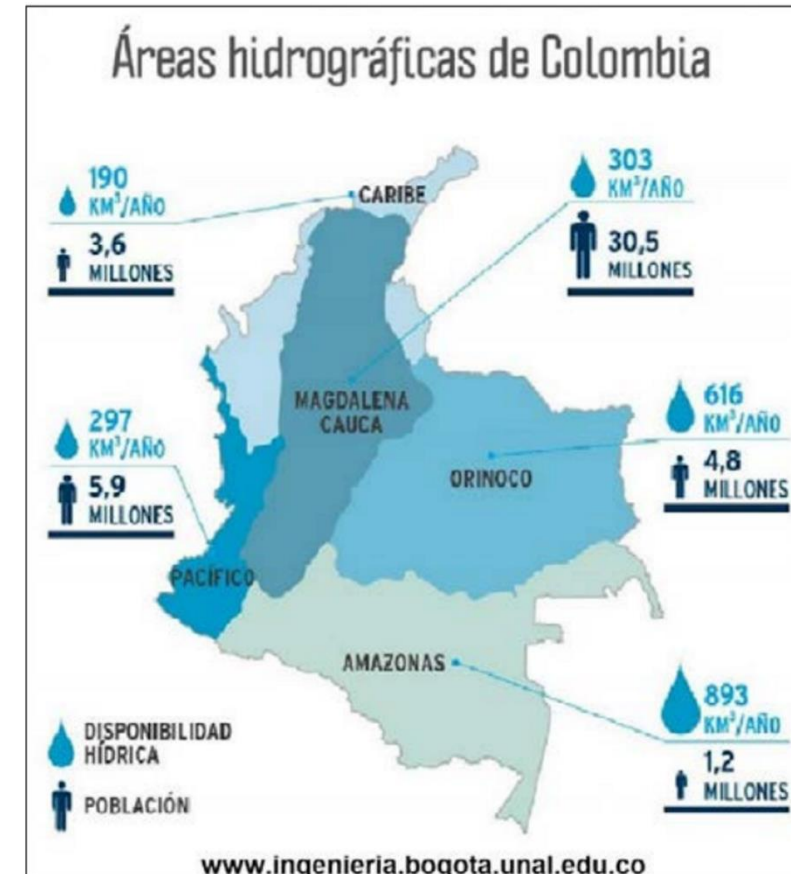 Áreas hidrográficas de Colombia
190
KM³/AÑO
3,6
MILLONES
CARIBE
303
KM³/AÑO
30,5
MILLONES
MAGDALENA
CAUCA
297
KM³/AÑO
5,9
MILLONES
PACÍFICO
616
KM³/AÑO
4,8
MILLONES
ORINOCO
AMAZONAS
893
KM³/AÑO
1,2
MILLONES
DISPONIBILIDAD
HÍDRICA
POBLACIÓN
www.ingenieria.bogota.unal.edu.co